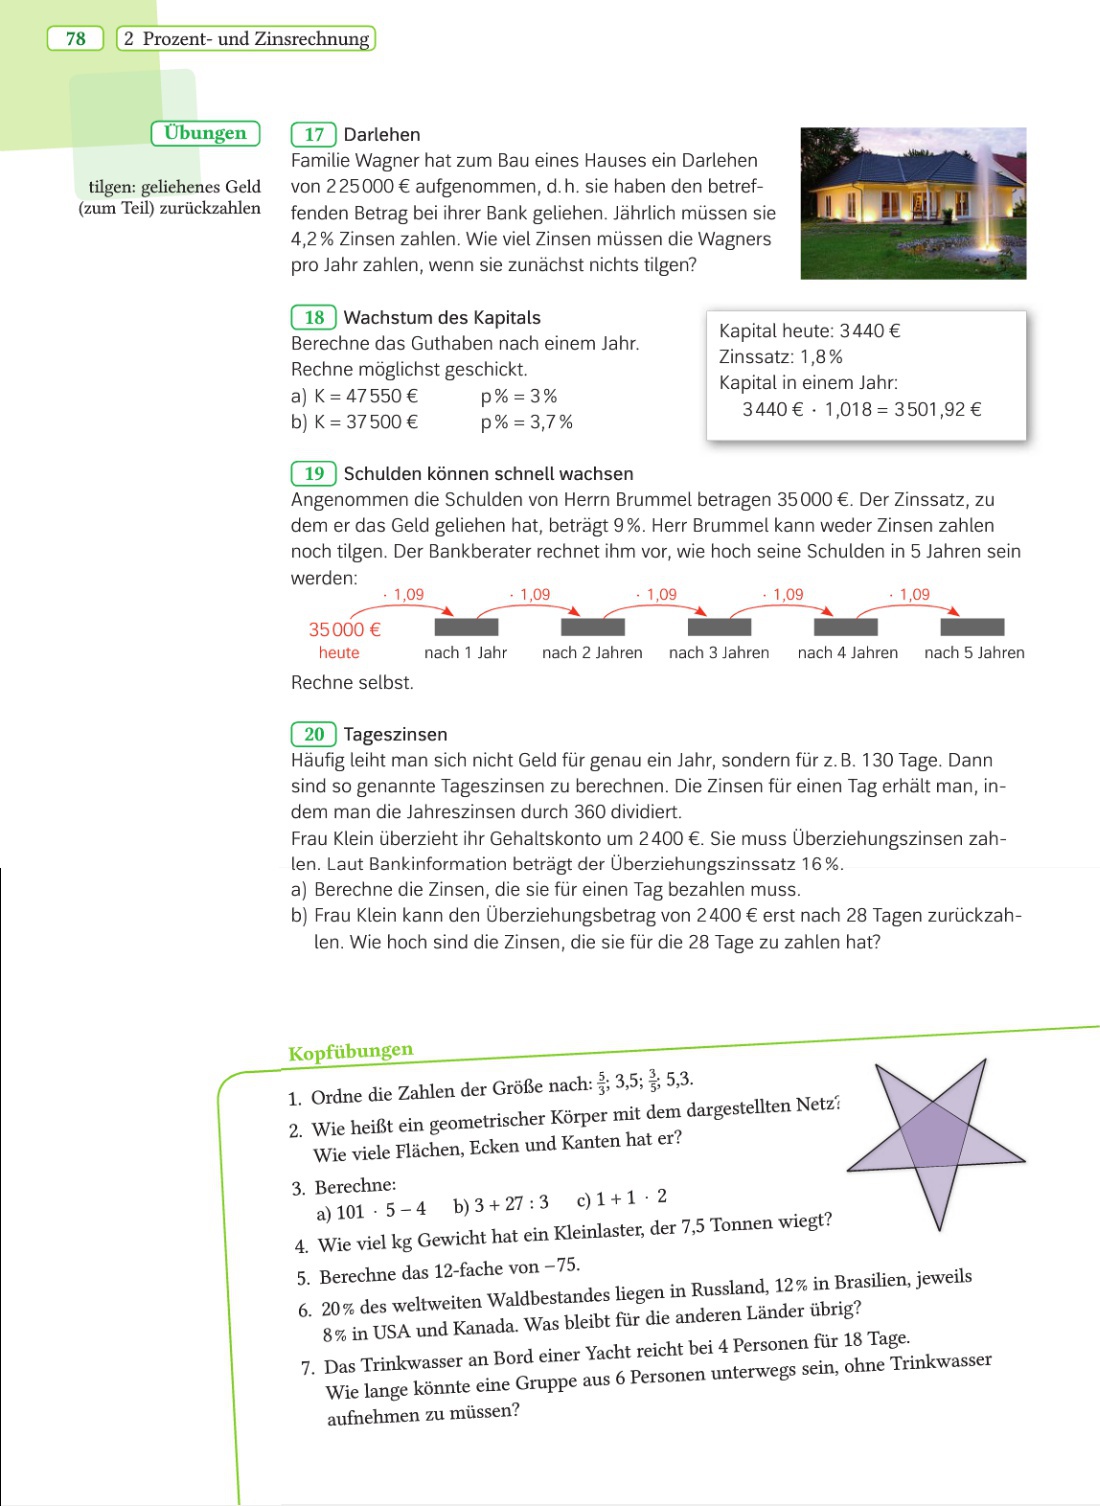 78
2 Prozent- und Zinsrechnung
Übungen
tilgen: geliehenes Geld
(zum Teil) zurückzahlen
17 Darlehen
Familie Wagner hat zum Bau eines Hauses ein Darlehen
von 225 000 € aufgenommen, d. h. sie haben den betref-
fenden Betrag bei ihrer Bank geliehen. Jährlich müssen sie
4,2 % Zinsen zahlen. Wie viel Zinsen müssen die Wagners
pro Jahr zahlen, wenn sie zunächst nichts tilgen?
18 Wachstum des Kapitals
Berechne das Guthaben nach einem Jahr.
Rechne möglichst geschickt.
a) K = 47 550 € p % = 3 %
b) K = 37 500 € p % = 3,7 %
Kapital heute: 3 440 €
Zinssatz: 1,8 %
Kapital in einem Jahr:
3 440 € · 1,018 = 3 501,92 €
19 Schulden können schnell wachsen
Angenommen die Schulden von Herrn Brummel betragen 35 000 €. Der Zinssatz, zu
dem er das Geld geliehen hat, beträgt 9 %. Herr Brummel kann weder Zinsen zahlen
noch tilgen. Der Bankberater rechnet ihm vor, wie hoch seine Schulden in 5 Jahren sein
werden:
· 1,09 · 1,09 · 1,09 · 1,09 · 1,09
35 000 €
heute nach 1 Jahr nach 2 Jahren nach 3 Jahren nach 4 Jahren nach 5 Jahren
Rechne selbst.
20 Tageszinsen
Häufig leiht man sich nicht Geld für genau ein Jahr, sondern für z. B. 130 Tage. Dann
sind so genannte Tageszinsen zu berechnen. Die Zinsen für einen Tag erhält man, in-
dem man die Jahreszinsen durch 360 dividiert.
Frau Klein überzieht ihr Gehaltskonto um 2 400 €. Sie muss Überziehungszinsen zah-
len. Laut Bankinformation beträgt der Überziehungszinssatz 16 %.
a) Berechne die Zinsen, die sie für einen Tag bezahlen muss.
b) Frau Klein kann den Überziehungsbetrag von 2 400 € erst nach 28 Tagen zurückzah-
len. Wie hoch sind die Zinsen, die sie für die 28 Tage zu zahlen hat?
Kopfübungen
1. Ordne die Zahlen der Größe nach: 5/3; 3,5; 3/5; 5,3.
2. Wie heißt ein geometrischer Körper mit dem dargestellten Netz?
Wie viele Flächen, Ecken und Kanten hat er?
3. Berechne:
a) 101 · 5 – 4 b) 3 + 27 : 3 c) 1 + 1 · 2
4. Wie viel kg Gewicht hat ein Kleinlaster, der 7,5 Tonnen wiegt?
5. Berechne das 12-fache von −75.
6. 20 % des weltweiten Waldbestandes liegen in Russland, 12 % in Brasilien, jeweils
8 % in USA und Kanada. Was bleibt für die anderen Länder übrig?
7. Das Trinkwasser an Bord einer Yacht reicht bei 4 Personen für 18 Tage.
Wie lange könnte eine Gruppe aus 6 Personen unterwegs sein, ohne Trinkwasser
aufnehmen zu müssen?